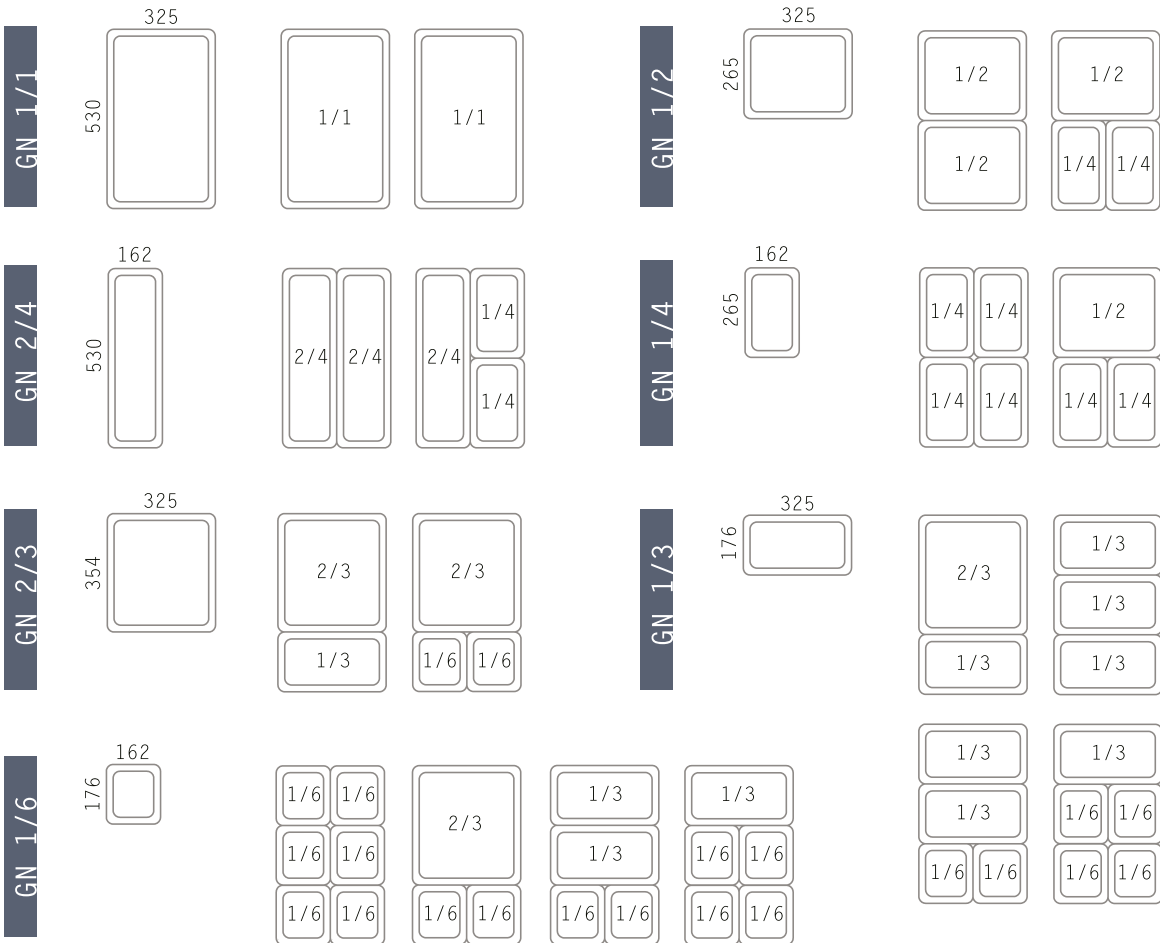 GN 1/1
325
530
1/1 1/1
GN 1/2
325
265
1/2 1/2
1/2 1/4 1/4
GN 2/4
162
530
2/4 2/4 2/4 1/4
1/4
GN 1/4
162
265
1/4 1/4 1/2
1/4 1/4 1/4 1/4
GN 2/3
325
354
2/3 2/3
1/3 1/6 1/6
GN 1/3
325
176
2/3 1/3
1/3
1/3 1/3
1/3 1/3
1/3 1/6 1/6
1/6 1/6 1/6 1/6
GN 1/6
162
176
1/6 1/6 2/3 1/3 1/3
1/6 1/6 1/3 1/6 1/6
1/6 1/6 1/6 1/6 1/6 1/6 1/6 1/6